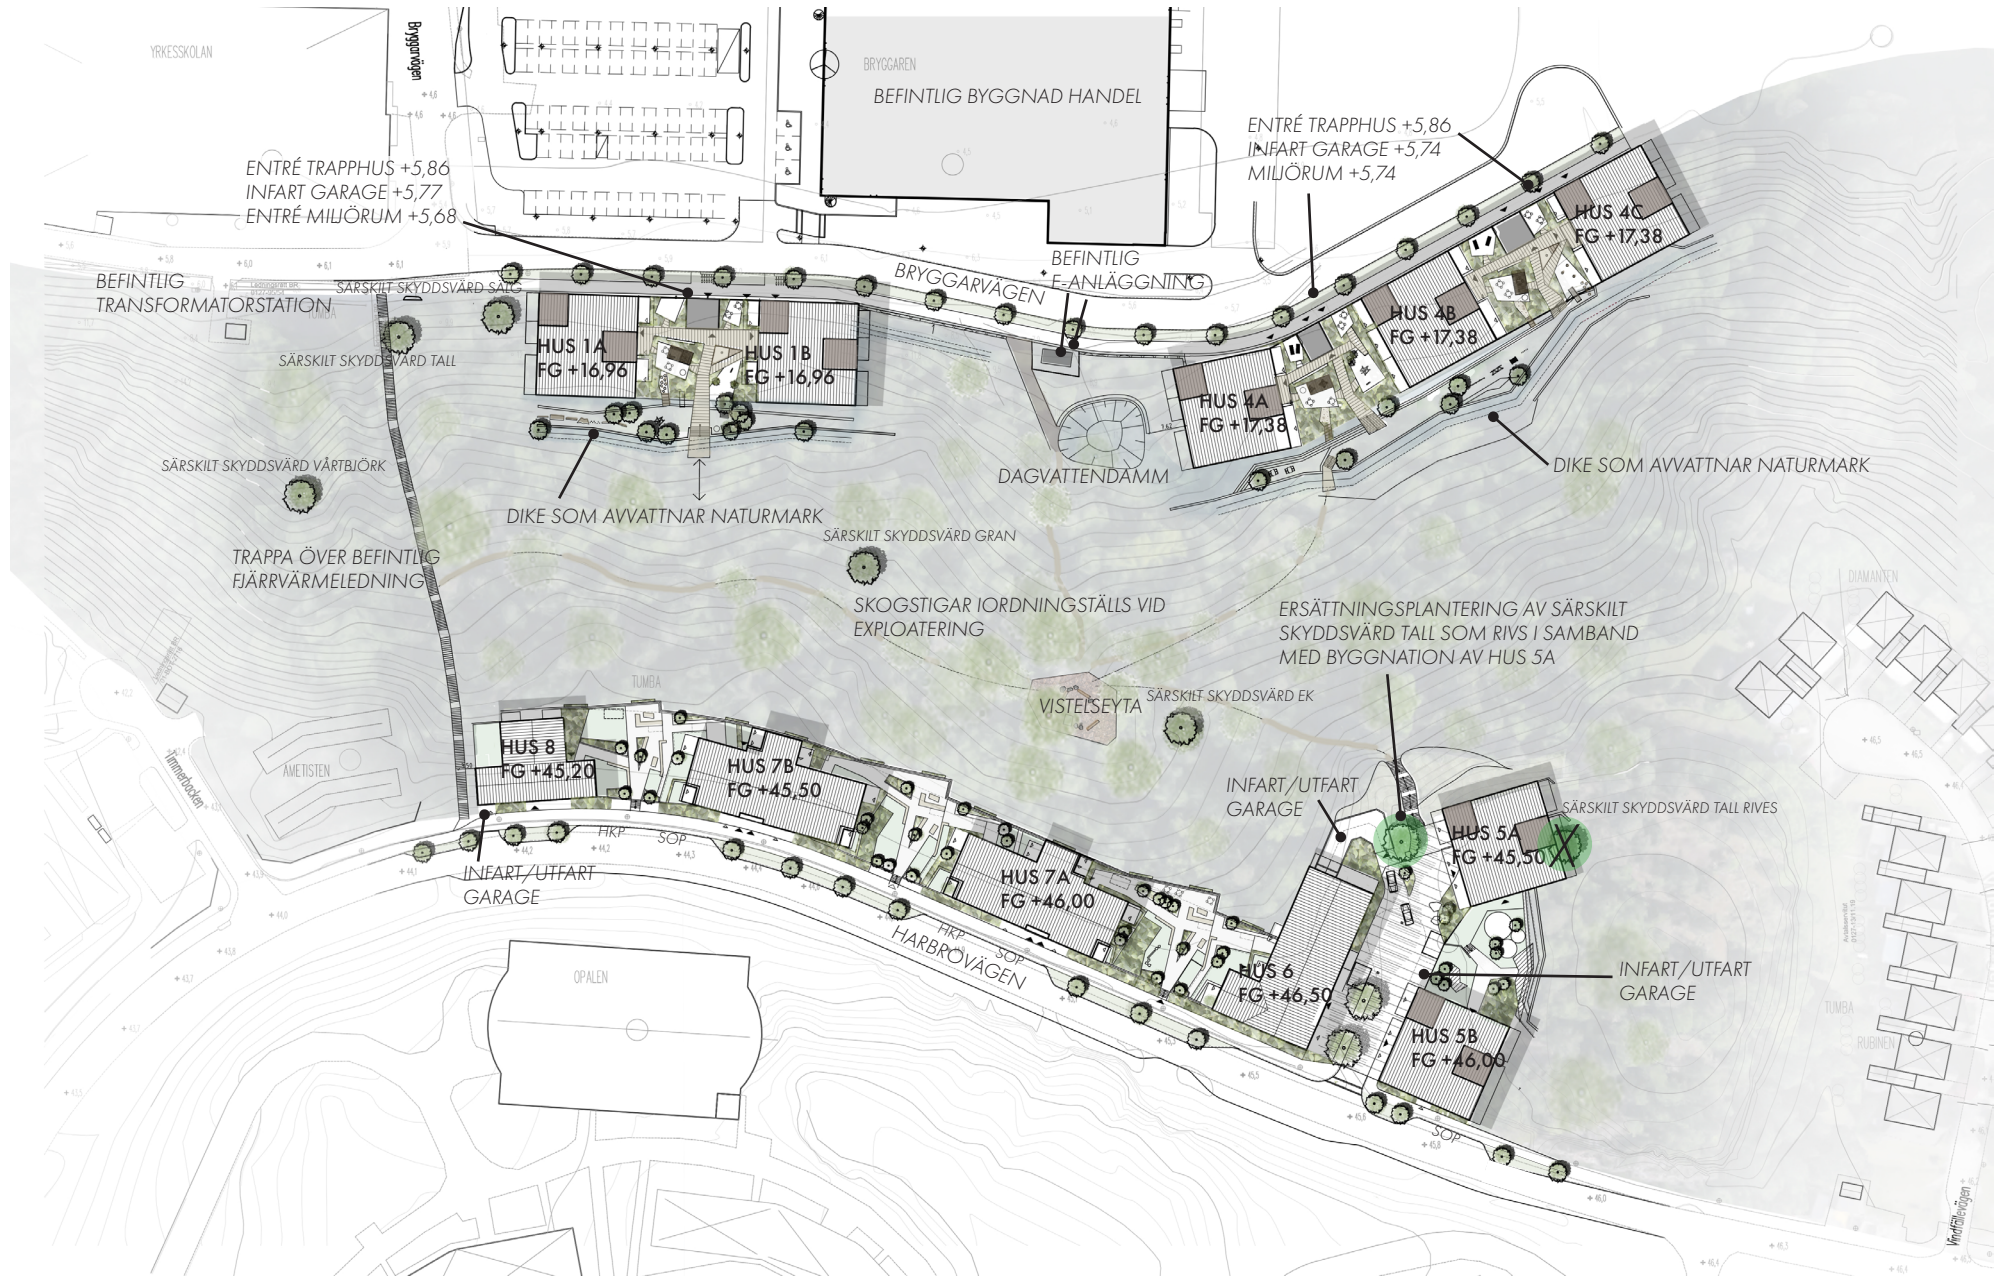 YRKESSKOLAN
Bryggarvägen
BRYGGAREN
BEFINTLIG BYGGNAD HANDEL
ENTRÉ TRAPPHUS +5,86
INFART GARAGE +5,77
ENTRÉ MILJÖRUM +5,68
ENTRÉ TRAPPHUS +5,86
INFART GARAGE +5,74
MILJÖRUM +5,74
HUS 4C
FG +17,38
BEFINTLIG
TRANSFORMATORSTATION
SÄRSKILT SKYDDSVÄRD SÄLG
TUMBA
BRYGGARVÄGEN
BEFINTLIG
E-ANLÄGGNING
HUS 4B
FG +17,38
SÄRSKILT SKYDDSVÄRD TALL
HUS 1A
FG +16,96
HUS 1B
FG +16,96
HUS 4A
FG +17,38
SÄRSKILT SKYDDSVÄRD VÅRTBJÖRK
DAGVATTENDAMM
DIKE SOM AVVATTNAR NATURMARK
DIKE SOM AVVATTNAR NATURMARK
SÄRSKILT SKYDDSVÄRD GRAN
TRAPPA ÖVER BEFINTLIG
FJÄRRVÄRMELEDNING
SKOGSTIGAR IORDNINGSTÄLLS VID
EXPLOATERING
ERSÄTTNINGSPLANTERING AV SÄRSKILT
SKYDDSVÄRD TALL SOM RIVS I SAMBAND
MED BYGGNATION AV HUS 5A
DIAMANTEN
TUMBA
VISTELSEYTA
SÄRSKILT SKYDDSVÄRD EK
HUS 8
FG +45,20
HUS 7B
FG +45,50
AMETISTEN
Timmerbacken
INFART/UTFART
GARAGE
SÄRSKILT SKYDDSVÄRD TALL RIVES
HUS 5A
FG +45,50
HKP
SOP
INFART/UTFART
GARAGE
HUS 7A
FG +46,00
HKP
SOP
HARBROVÄGEN
OPALEN
HUS 6
FG +46,50
INFART/UTFART
GARAGE
HUS 5B
FG +46,00
TUMBA
RUBINEN
SOP
Vindfällevägen